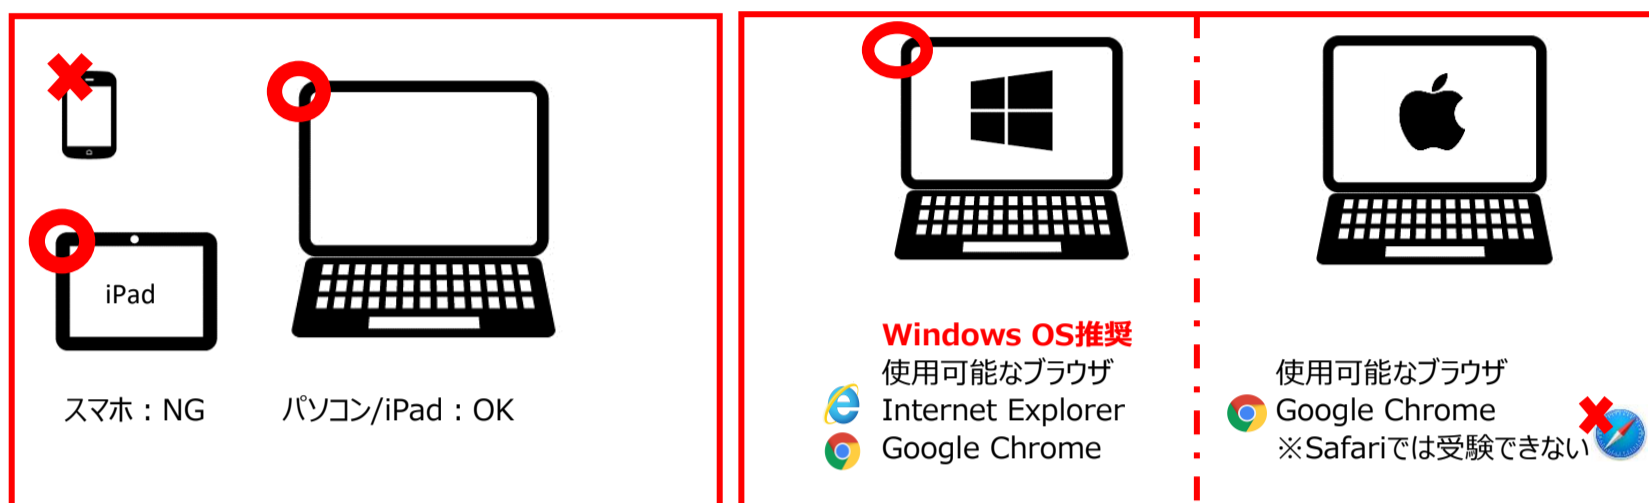 iPad
スマホ：NG
パソコン/iPad：OK
Windows OS推奨
使用可能なブラウザ
Internet Explorer
Google Chrome
使用可能なブラウザ
Google Chrome
※Safariでは受験できない